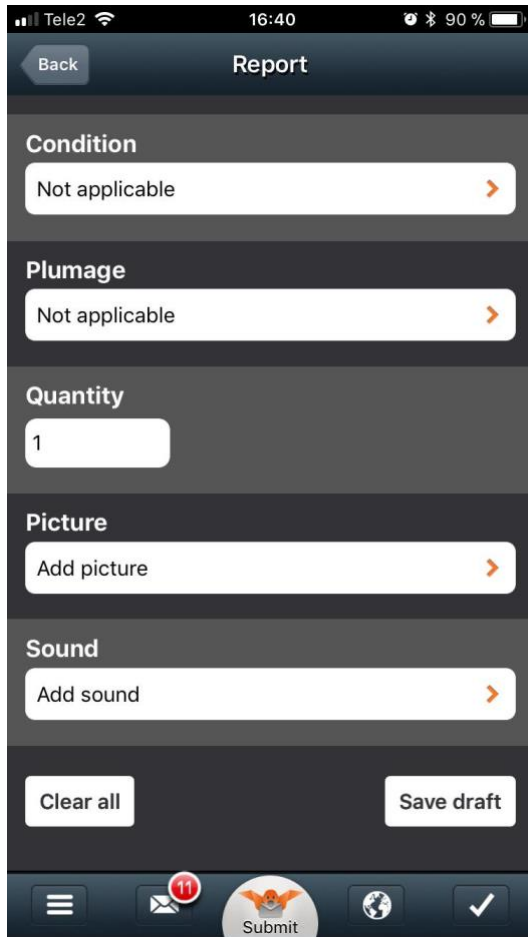 Tele2 16:40 90 %
Back Report
Condition
Not applicable
Plumage
Not applicable
Quantity
1
Picture
Add picture
Sound
Add sound
Clear all Save draft
11
Submit